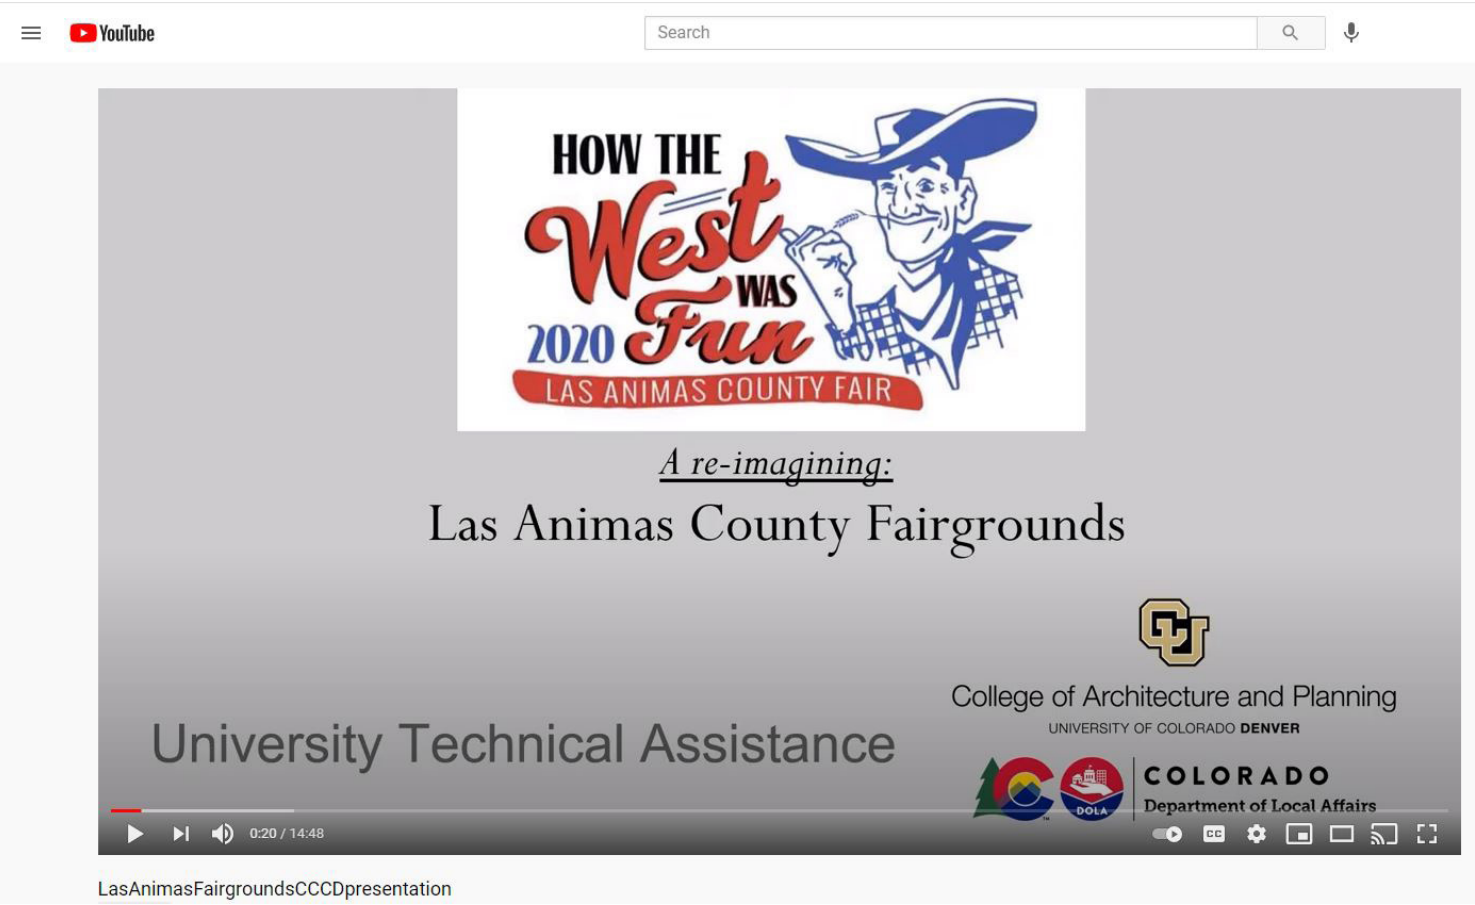 YouTube
Search
HOW THE
West
WAS
2020 Fun
LAS ANIMAS COUNTY FAIR
A re-imagining:
Las Animas County Fairgrounds
CU
College of Architecture and Planning
UNIVERSITY OF COLORADO DENVER
University Technical Assistance
C
DOLA
COLORADO
Department of Local Affairs
TM
0:20 / 14:48
CC
LasAnimasFairgroundsCCCDpresentation